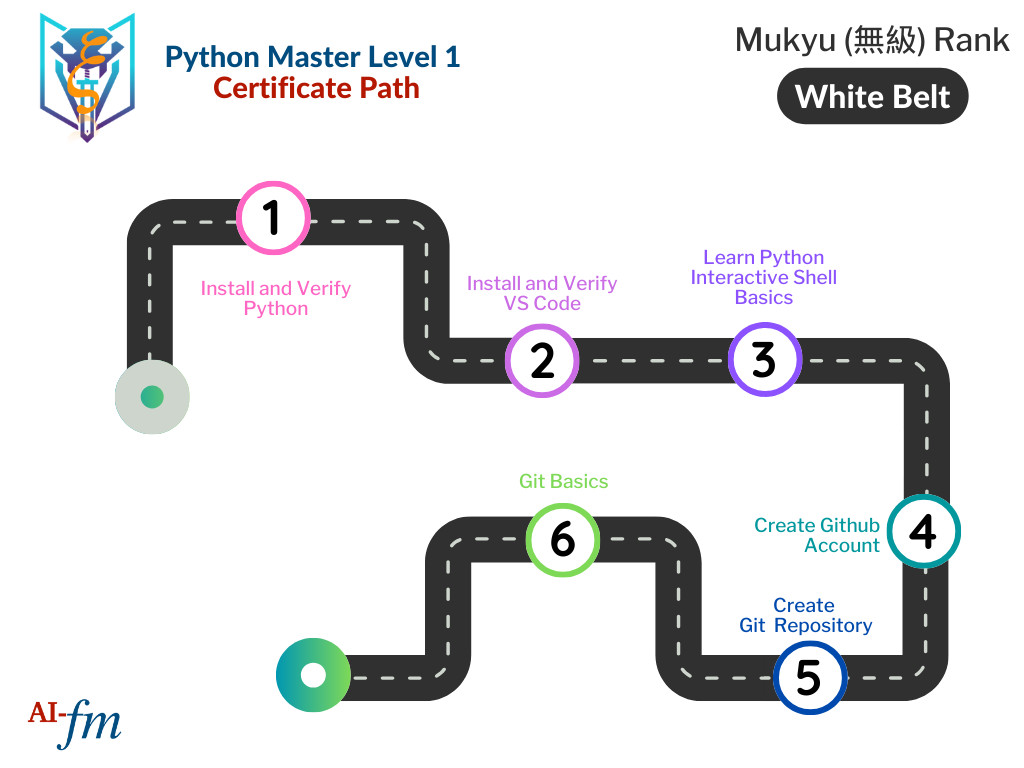 Python Master Level 1
Certificate Path
Mukyu (無級) Rank
White Belt
1
Install and Verify
Python
Install and Verify
VS Code
2
Learn Python
Interactive Shell
Basics
3
Create Github
Account
4
Create
Git Repository
5
Git Basics
6
AI-fm